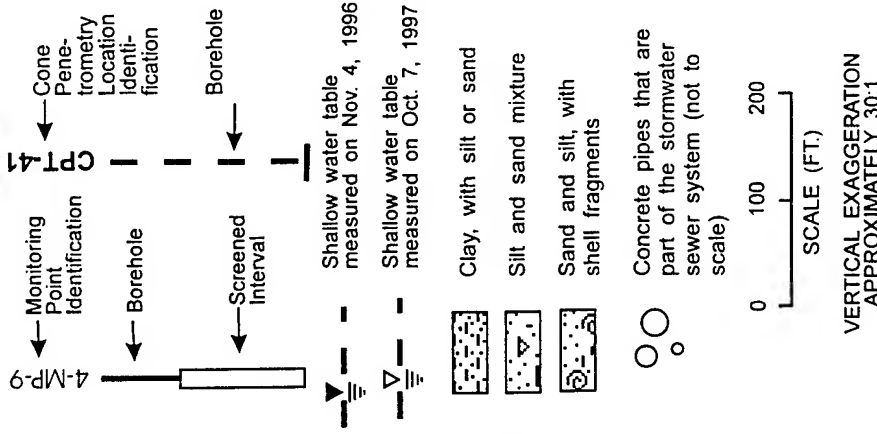 4-MP-9
Monitoring
Point
Identification
Borehole
Screened
Interval
CPT-41
Cone
Pene-
trometry
Location
Identi-
fication
Borehole
Shallow water table
measured on Nov. 4, 1996
Shallow water table
measured on Oct. 7, 1997
Clay, with silt or sand
Silt and sand mixture
Sand and silt, with
shell fragments
Concrete pipes that are
part of the stormwater
sewer system (not to
scale)
0 100 200
SCALE (FT.)
VERTICAL EXAGGERATION
APPROXIMATELY 30:1